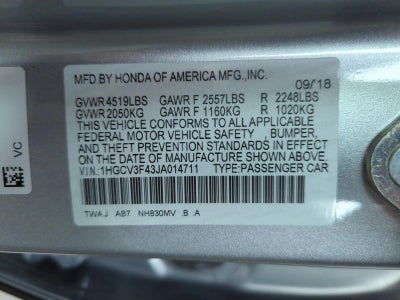 MFD.BY HONDA OF AMERICA MFG.,INC.
09/'18
GVWR 4519LBS GAWR F 2557LBS R 2248LBS
GVWR 2050KG GAWR F 1160KG R 1020KG
THIS VEHICLE CONFORMS TO ALL APPLICABLE
FEDERAL MOTOR VEHICLE SAFETY , BUMPER,
AND THEFT PREVENTION STANDARDS IN EFFECT
ON THE DATE OF MANUFACTURE SHOWN ABOVE.
V.I.N.:1HGCV3F43JA014711 TYPE:PASSENGER CAR
TWAJ A87 NH830MV .B .A
VC